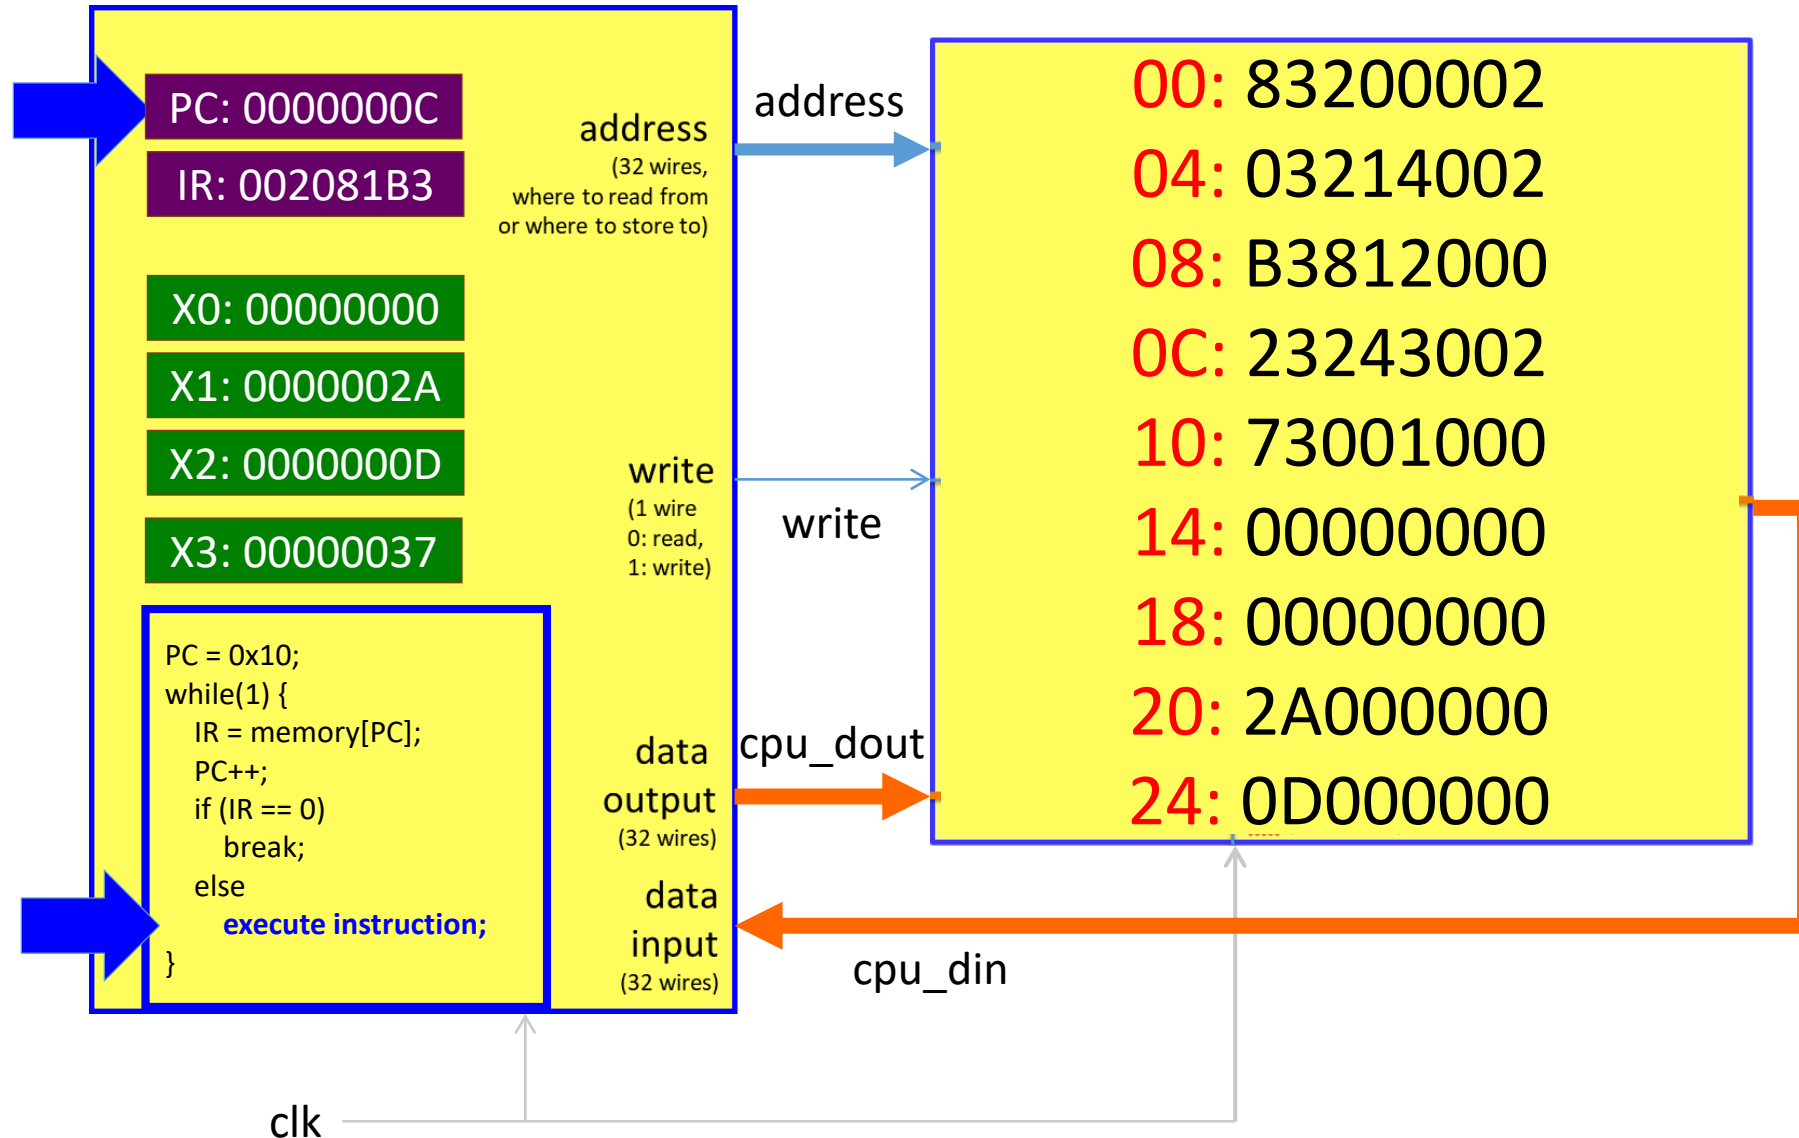 PC: 0000000C
IR: 002081B3
X0: 00000000
X1: 0000002A
X2: 0000000D
X3: 00000037
PC = 0x10;
while(1) {
IR = memory[PC];
PC++;
if (IR == 0)
break;
else
execute instruction;
}
address
(32 wires,
where to read from
or where to store to)
write
(1 wire
0: read,
1: write)
data
output
(32 wires)
data
input
(32 wires)
address
write
cpu_dout
cpu_din
clk
00: 83200002
04: 03214002
08: B3812000
0C: 23243002
10: 73001000
14: 00000000
18: 00000000
20: 2A000000
24: 0D000000